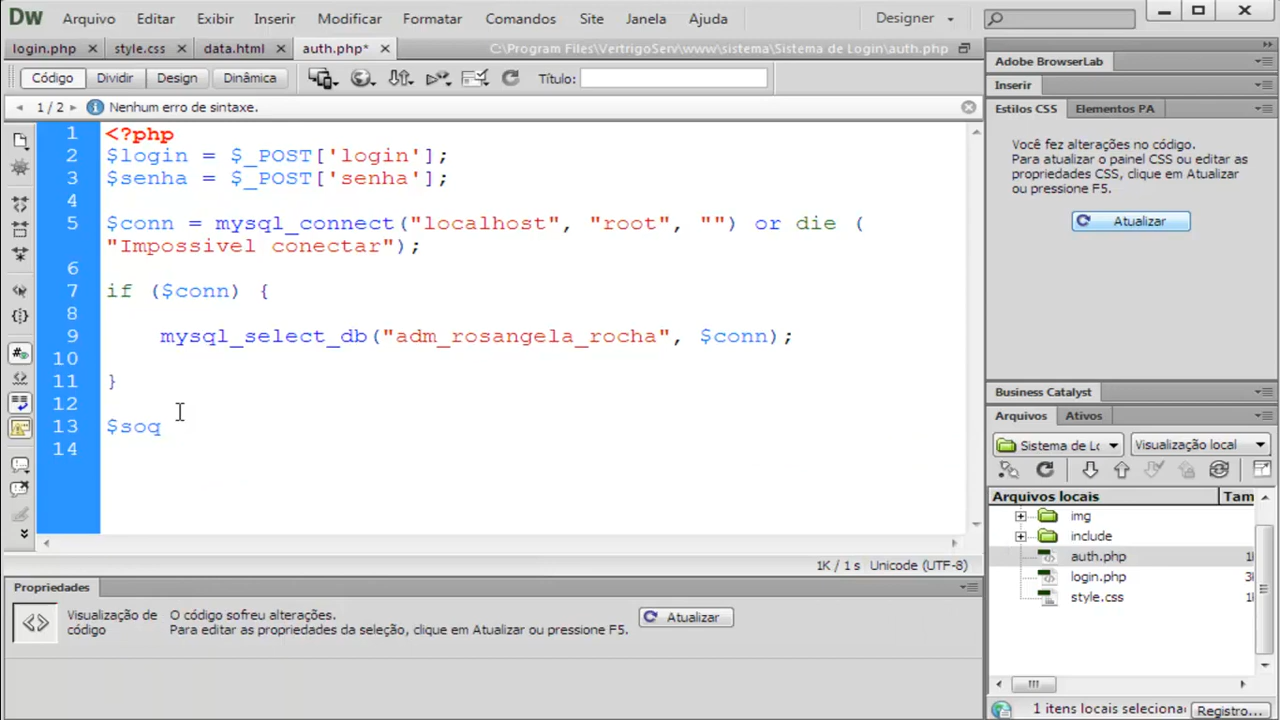 Dw Arquivo Editar Exibir Inserir Modificar Formatar Comandos Site Janela Ajuda Designer
login.php style.css data.html auth.php* C:\Program Files\VertrigoServ\www\sistema\Sistema de Login\auth.php
Código Dividir Design Dinâmica Título:
1 / 2 Nenhum erro de sintaxe.
1 <?php
2 $login = $_POST['login'];
3 $senha = $_POST['senha'];
4
5 $conn = mysql_connect("localhost", "root", "") or die (
"Impossivel conectar");
6
7 if ($conn) {
8
9 mysql_select_db("adm_rosangela_rocha", $conn);
10
11 }
12
13 $soq
14
1K / 1 s Unicode (UTF-8)
Propriedades
Visualização de código
O código sofreu alterações.
Para editar as propriedades da seleção, clique em Atualizar ou pressione F5.
Atualizar
Adobe BrowserLab
Inserir
Estilos CSS Elementos PA
Você fez alterações no código.
Para atualizar o painel CSS ou editar as
propriedades CSS, clique em Atualizar
ou pressione F5.
Atualizar
Business Catalyst
Arquivos Ativos
Sistema de Lo Visualização local
Arquivos locais Tam
img
include
auth.php 1
login.php 3
style.css 1
1 itens locais seleciona Registro...